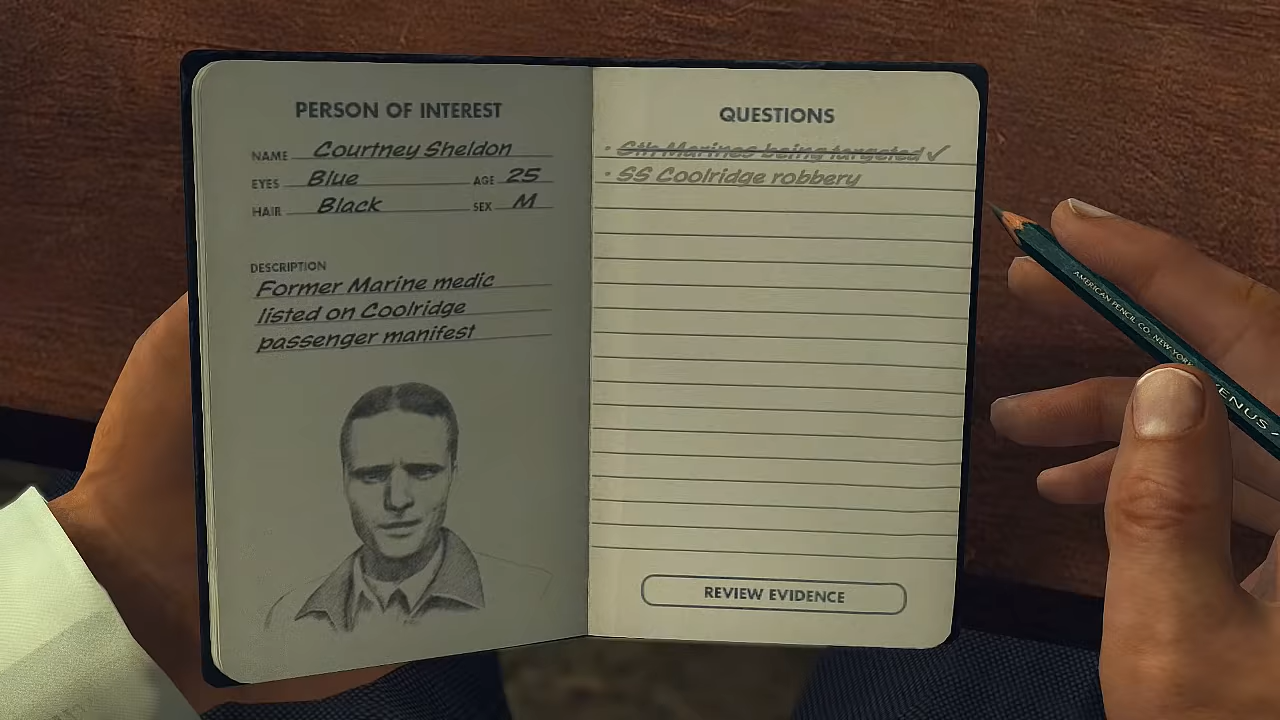 PERSON OF INTEREST
NAME Courtney Sheldon
EYES Blue AGE 25
HAIR Black SEX M
DESCRIPTION
Former Marine medic
listed on Coolridge
passenger manifest
QUESTIONS
· 6th Marines being targeted ✓
· SS Coolridge robbery
REVIEW EVIDENCE
AMERICAN PENCIL CO. NEW YORK
VENUS